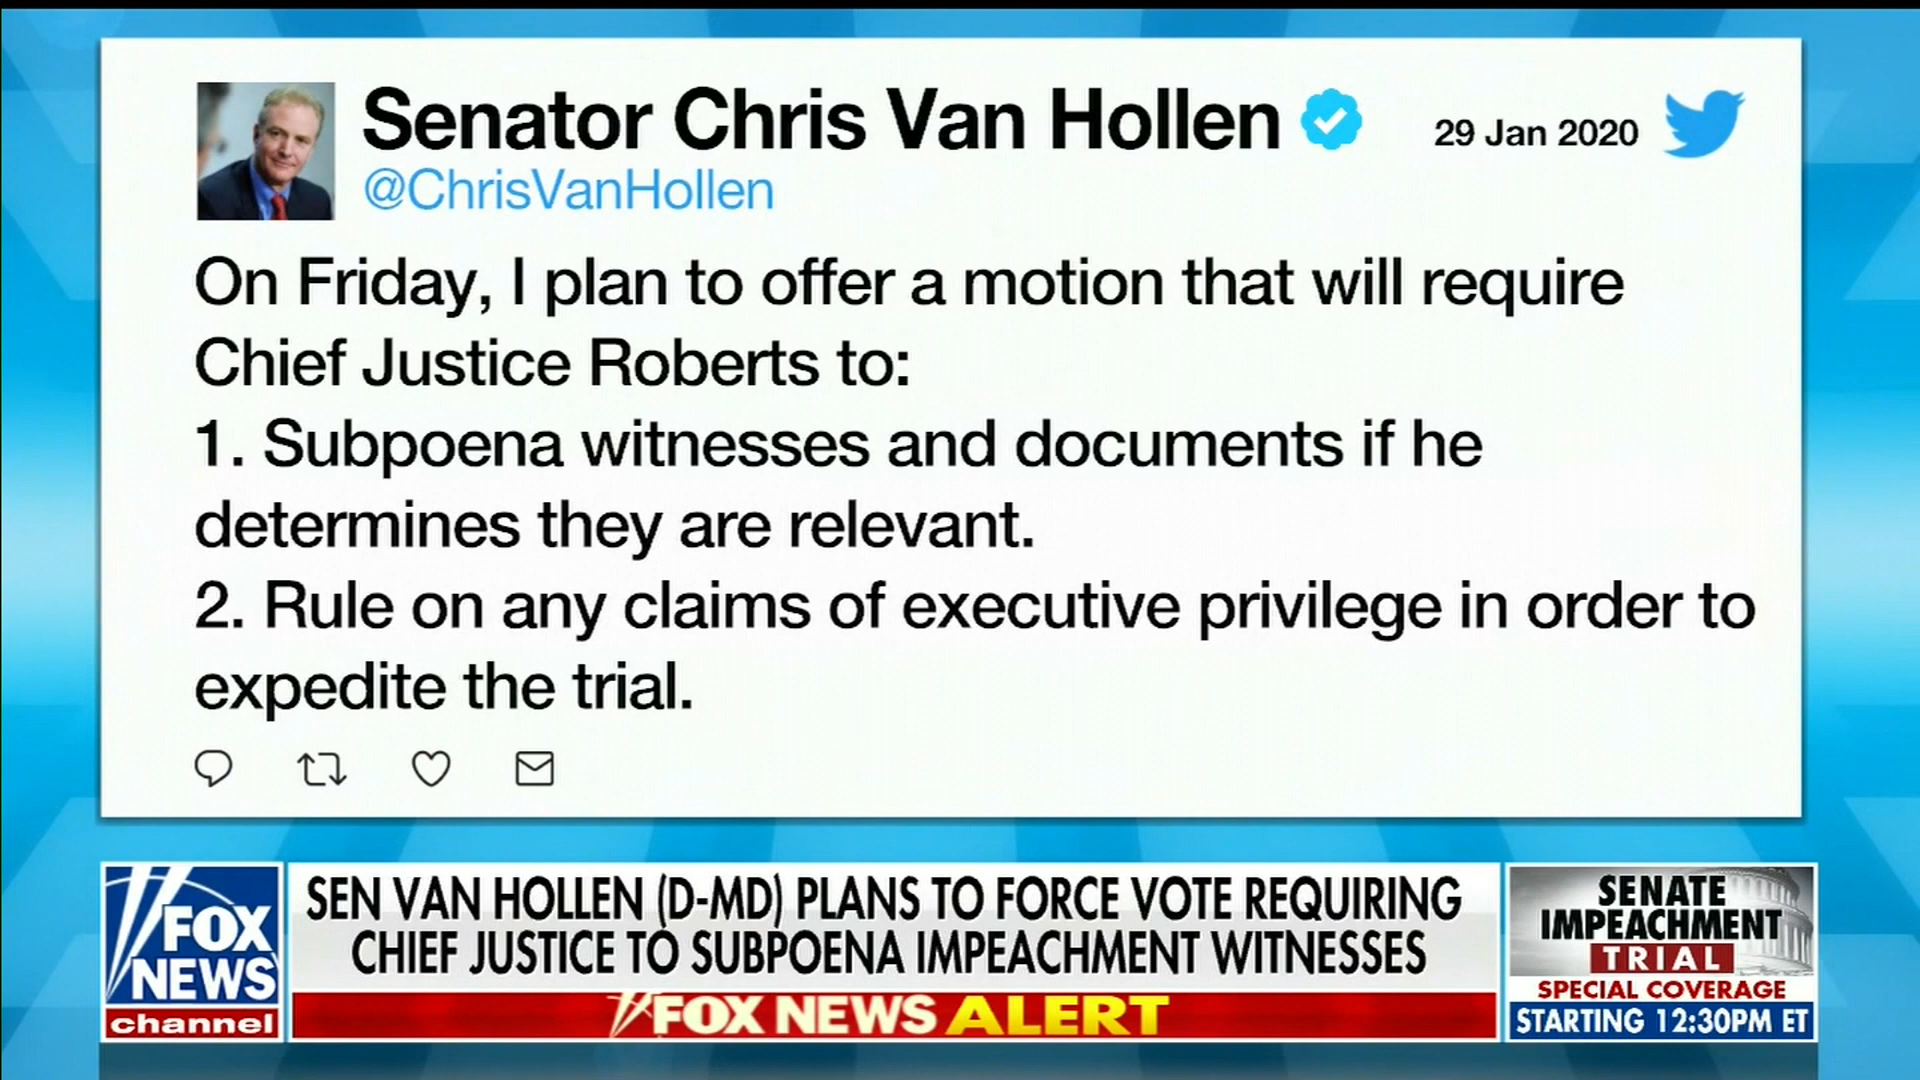 Senator Chris Van Hollen
29 Jan 2020
@ChrisVanHollen
On Friday, I plan to offer a motion that will require
Chief Justice Roberts to:
1. Subpoena witnesses and documents if he
determines they are relevant.
2. Rule on any claims of executive privilege in order to
expedite the trial.
FOX
NEWS
channel
SEN VAN HOLLEN (D-MD) PLANS TO FORCE VOTE REQUIRING
CHIEF JUSTICE TO SUBPOENA IMPEACHMENT WITNESSES
FOX NEWS ALERT
SENATE
IMPEACHMENT
TRIAL
SPECIAL COVERAGE
STARTING 12:30PM ET